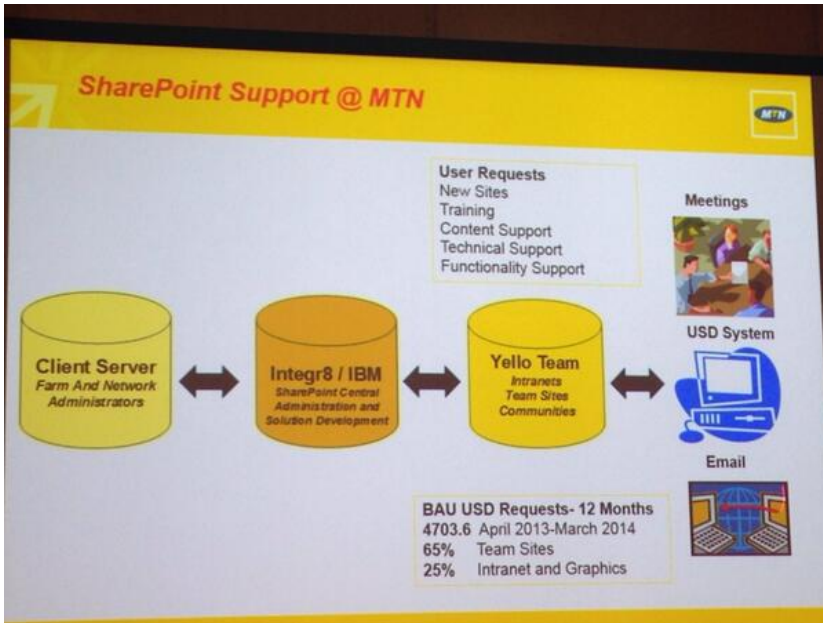 SharePoint Support @ MTN
MTN
User Requests
New Sites
Training
Content Support
Technical Support
Functionality Support
Meetings
Client Server
Farm And Network
Administrators
Integr8 / IBM
SharePoint Central
Administration and
Solution Development
Yello Team
Intranets
Team Sites
Communities
USD System
Email
BAU USD Requests- 12 Months
4703.6 April 2013-March 2014
65% Team Sites
25% Intranet and Graphics